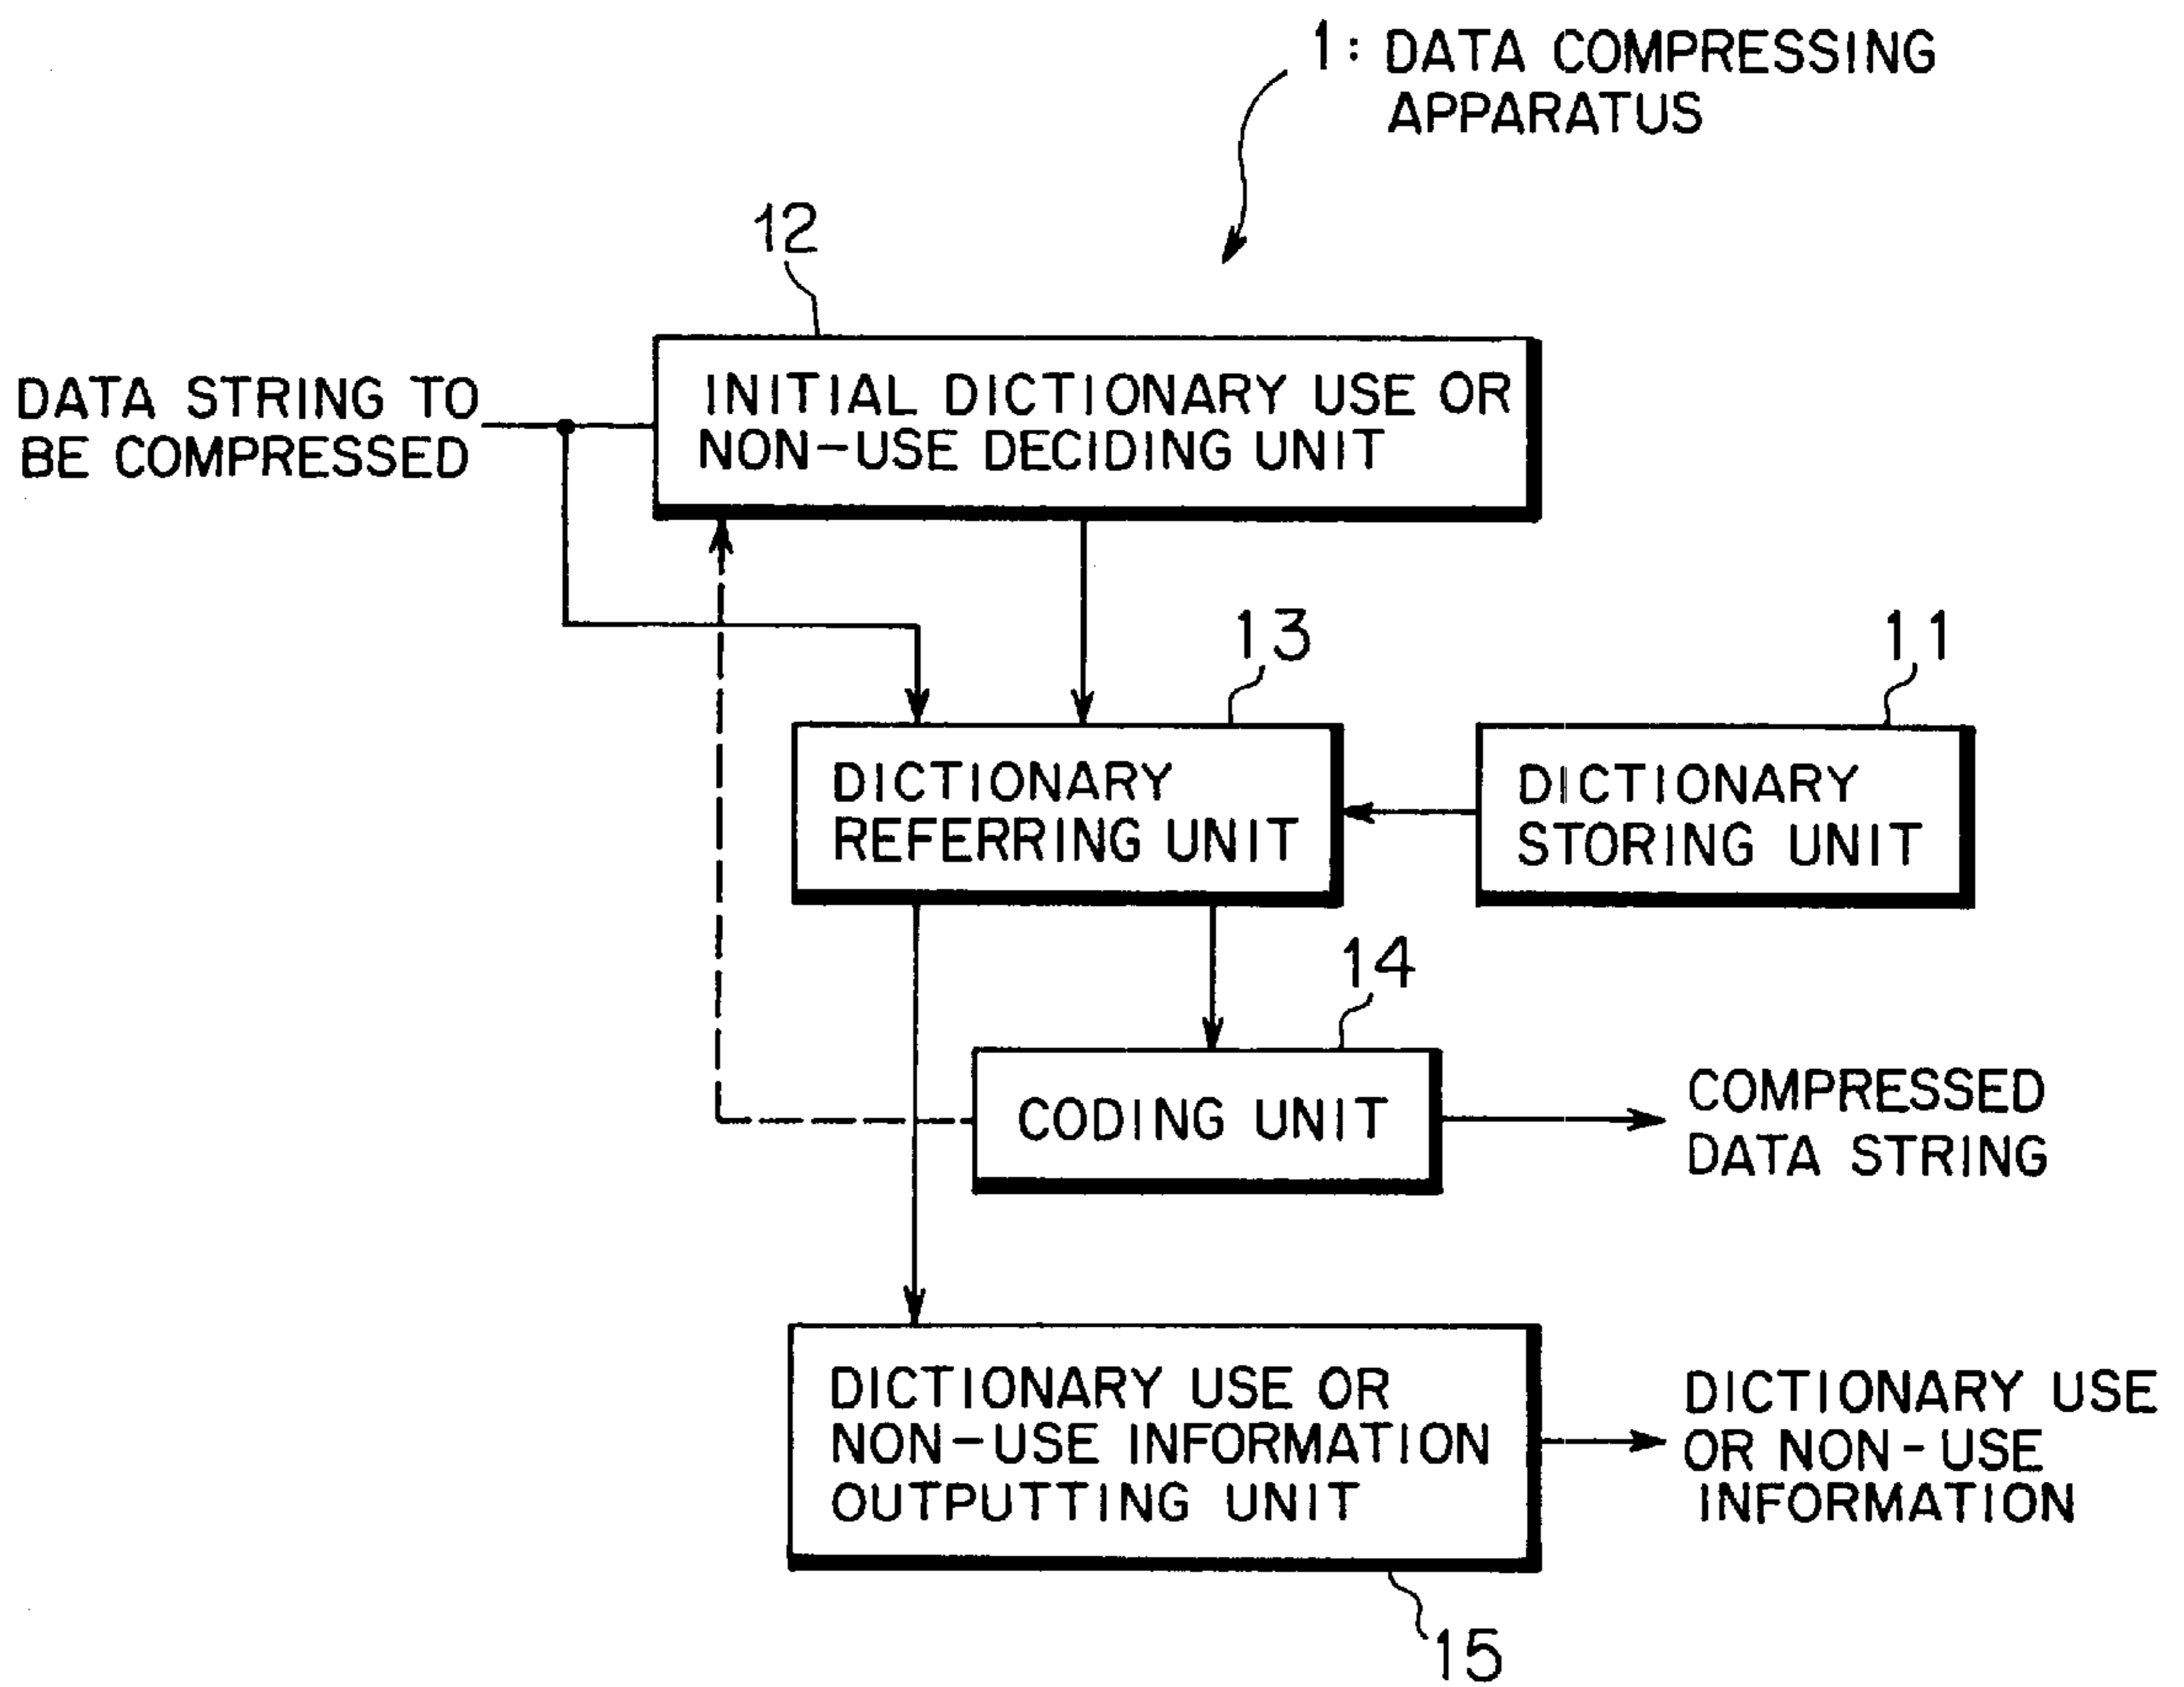 1: DATA COMPRESSING
APPARATUS
12
DATA STRING TO
BE COMPRESSED
INITIAL DICTIONARY USE OR
NON-USE DECIDING UNIT
13
11
DICTIONARY
REFERRING UNIT
DICTIONARY
STORING UNIT
14
CODING UNIT
COMPRESSED
DATA STRING
DICTIONARY USE OR
NON-USE INFORMATION
OUTPUTTING UNIT
DICTIONARY USE
OR NON-USE
INFORMATION
15